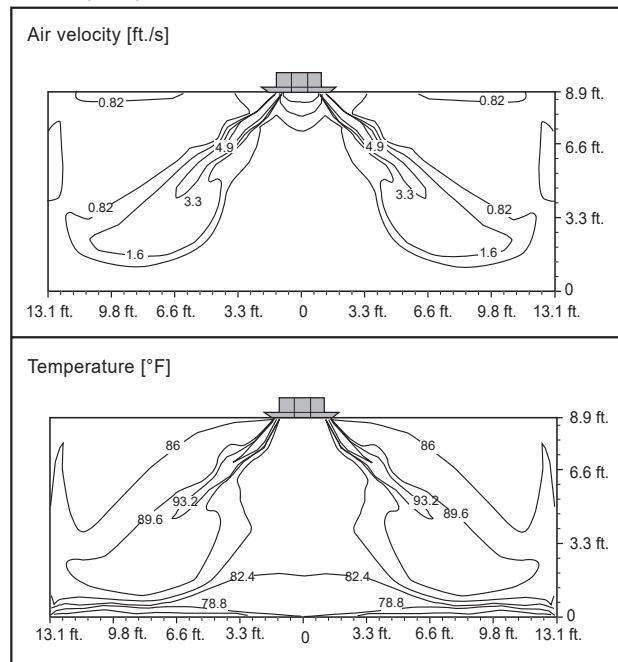 Air velocity [ft./s]
0.82 0.82 8.9 ft.
4.9 4.9 6.6 ft.
3.3 3.3
0.82 0.82 3.3 ft.
1.6 1.6
0
13.1 ft. 9.8 ft. 6.6 ft. 3.3 ft. 0 3.3 ft. 6.6 ft. 9.8 ft. 13.1 ft.
Temperature [°F]
8.9 ft.
86 86
6.6 ft.
93.2 93.2
89.6 89.6
3.3 ft.
82.4 82.4
78.8 78.8
0
13.1 ft. 9.8 ft. 6.6 ft. 3.3 ft. 0 3.3 ft. 6.6 ft. 9.8 ft. 13.1 ft.